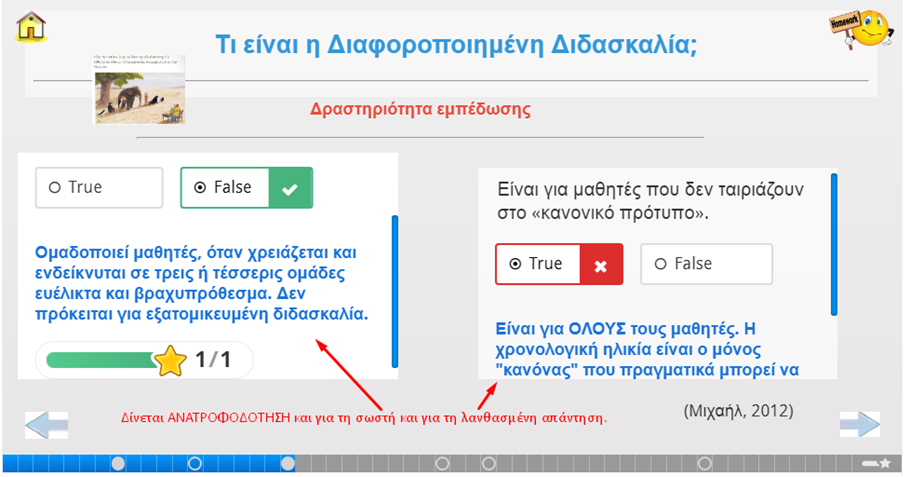 Homework
Τι είναι η Διαφοροποιημένη Διδασκαλία;
Δραστηριότητα εμπέδωσης
True
False
Ομαδοποιεί μαθητές, όταν χρειάζεται και
ενδείκνυται σε τρεις ή τέσσερις ομάδες
ευέλικτα και βραχυπρόθεσμα. Δεν
πρόκειται για εξατομικευμένη διδασκαλία.
1/1
Είναι για μαθητές που δεν ταιριάζουν
στο «κανονικό πρότυπο».
True
False
Είναι για ΟΛΟΥΣ τους μαθητές. Η
χρονολογική ηλικία είναι ο μόνος
"κανόνας" που πραγματικά μπορεί να
Δίνεται ΑΝΑΤΡΟΦΟΔΟΤΗΣΗ και για τη σωστή και για τη λανθασμένη απάντηση.
(Μιχαήλ, 2012)